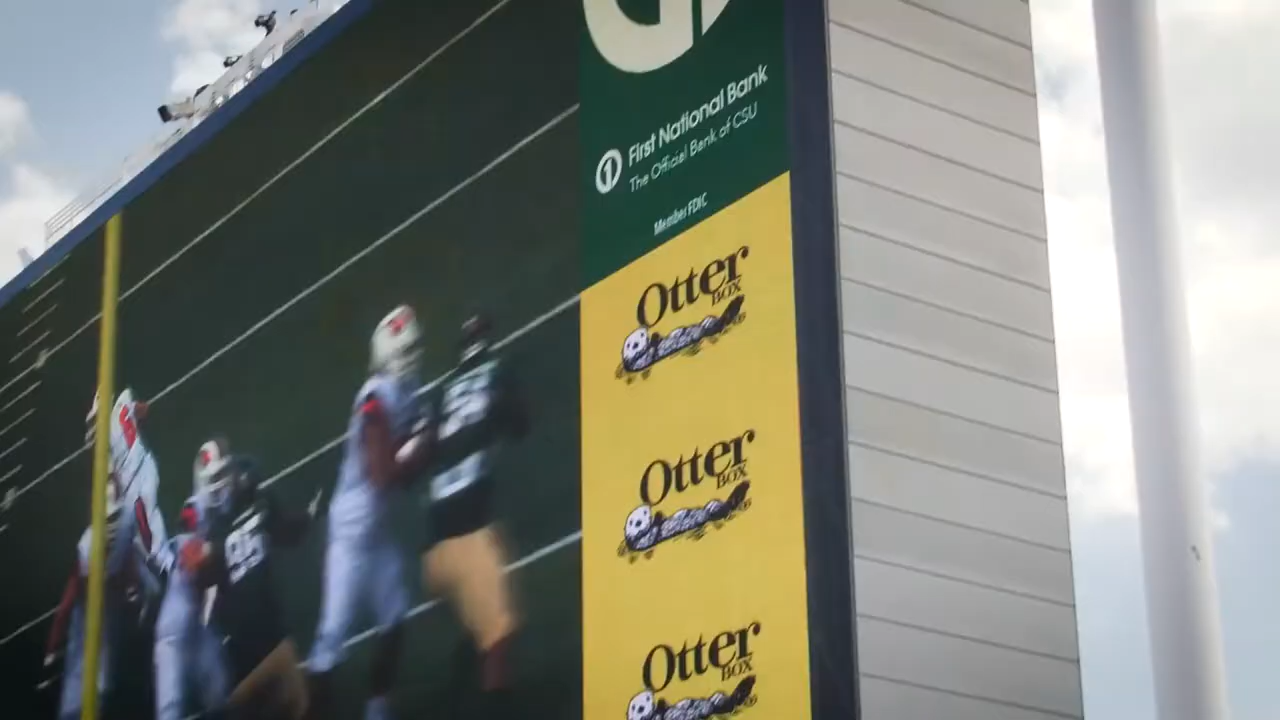 First National Bank
The Official Bank of CSU
Member FDIC
Otter
BOX
Otter
BOX
Otter
BOX